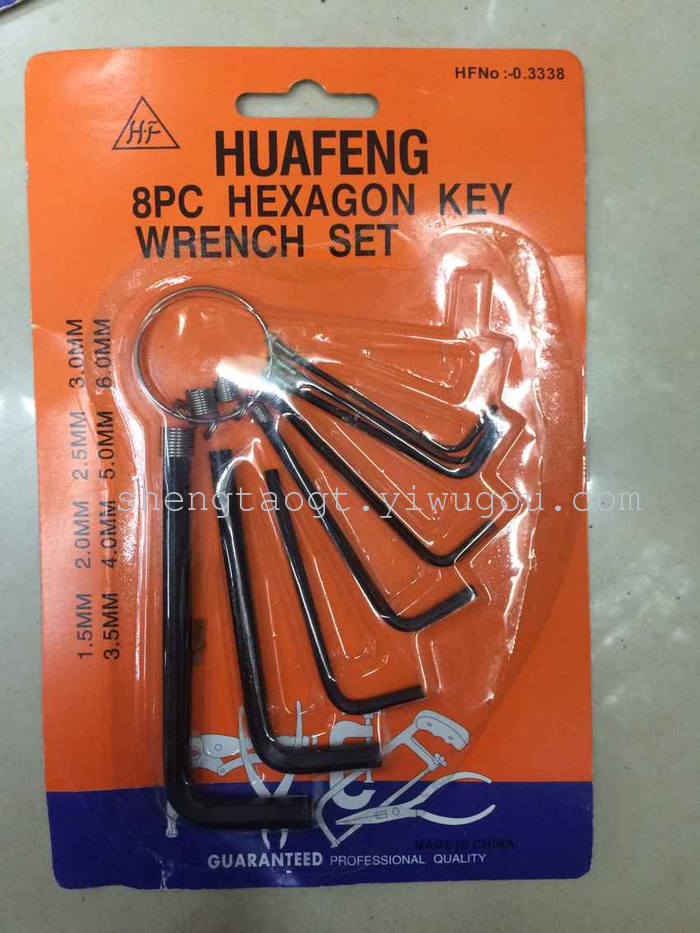 HFNo:-0.3338
HF
HUAFENG
8PC HEXAGON KEY
WRENCH SET
1.5MM 2.0MM 2.5MM 3.0MM
3.5MM 4.0MM 5.0MM 6.0MM
shengtaogt.yiwugou.com
MADE IN CHINA
GUARANTEED PROFESSIONAL QUALITY